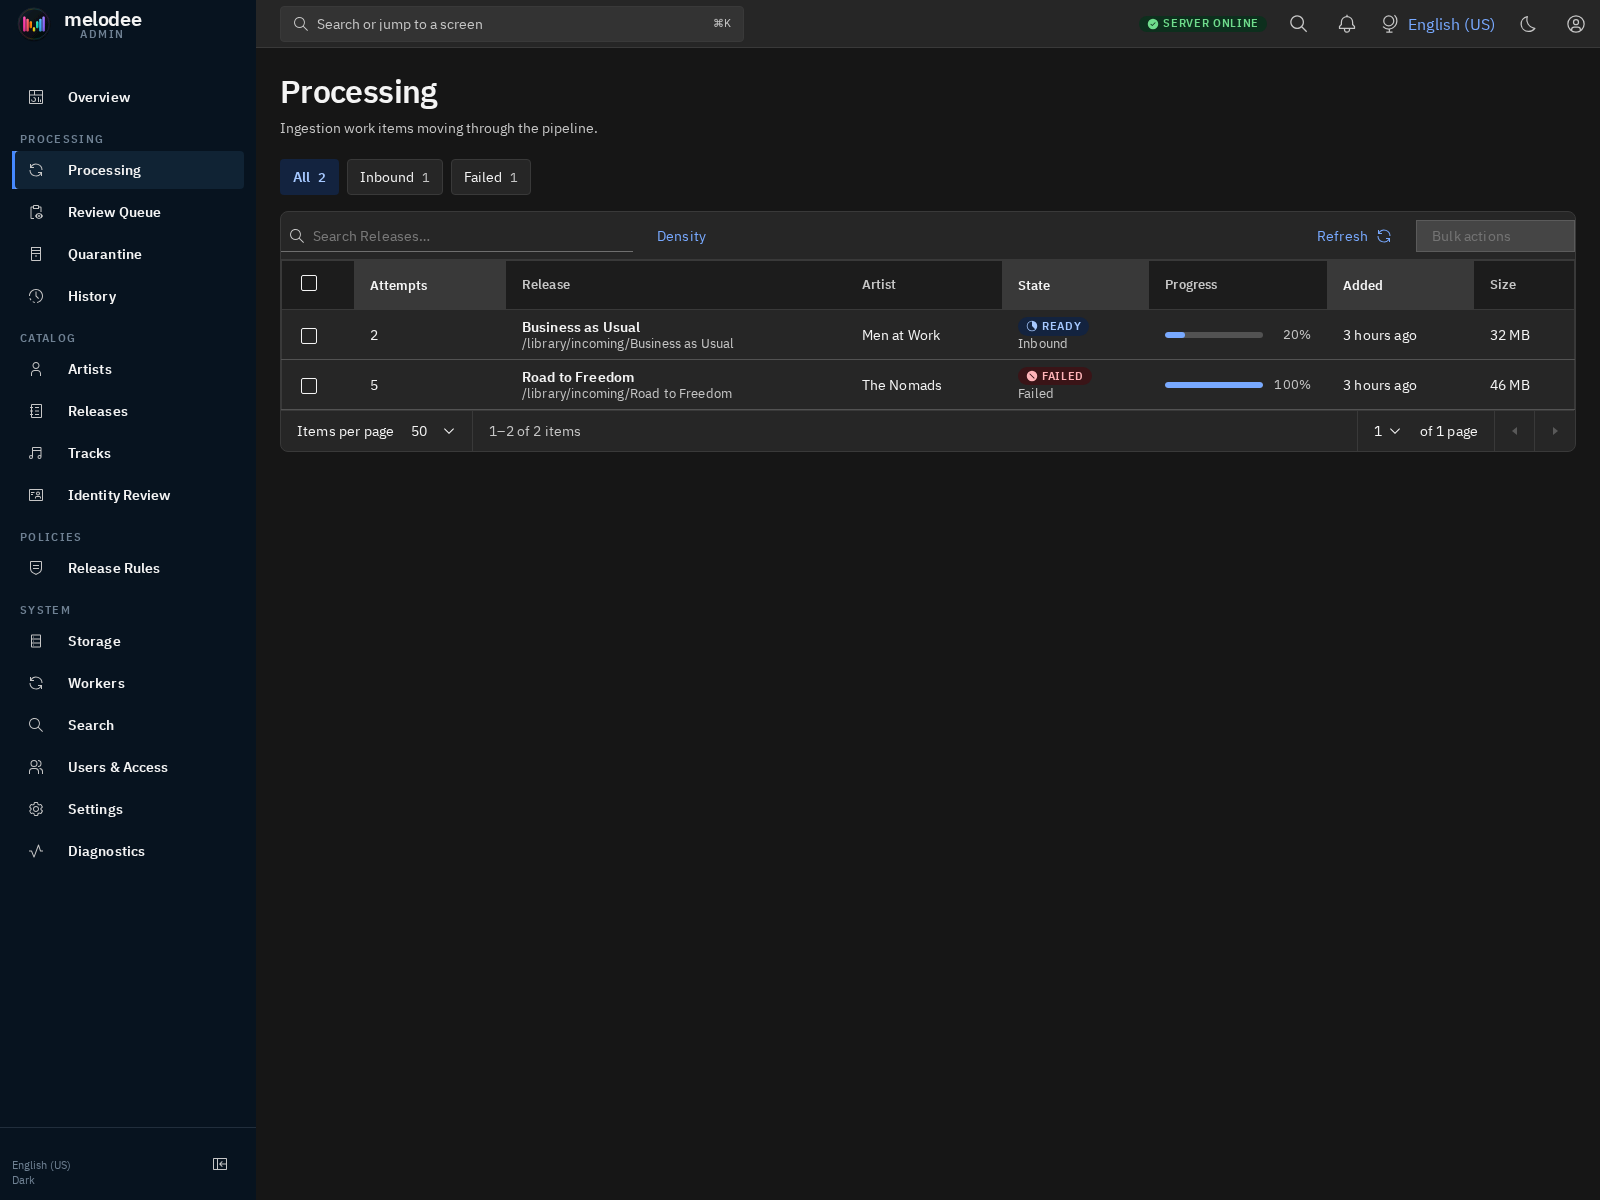 melodee
ADMIN
Search or jump to a screen
⌘K
SERVER ONLINE
English (US)
Overview
PROCESSING
Processing
Review Queue
Quarantine
History
CATALOG
Artists
Releases
Tracks
Identity Review
POLICIES
Release Rules
SYSTEM
Storage
Workers
Search
Users & Access
Settings
Diagnostics
English (US)
Dark
Processing
Ingestion work items moving through the pipeline.
All 2
Inbound 1
Failed 1
Search Releases...
Density
Refresh
Bulk actions
Attempts Release Artist State Progress Added Size
2 Business as Usual Men at Work READY 20% 3 hours ago 32 MB
/library/incoming/Business as Usual Inbound
5 Road to Freedom The Nomads FAILED 100% 3 hours ago 46 MB
/library/incoming/Road to Freedom Failed
Items per page 50 1–2 of 2 items 1 of 1 page